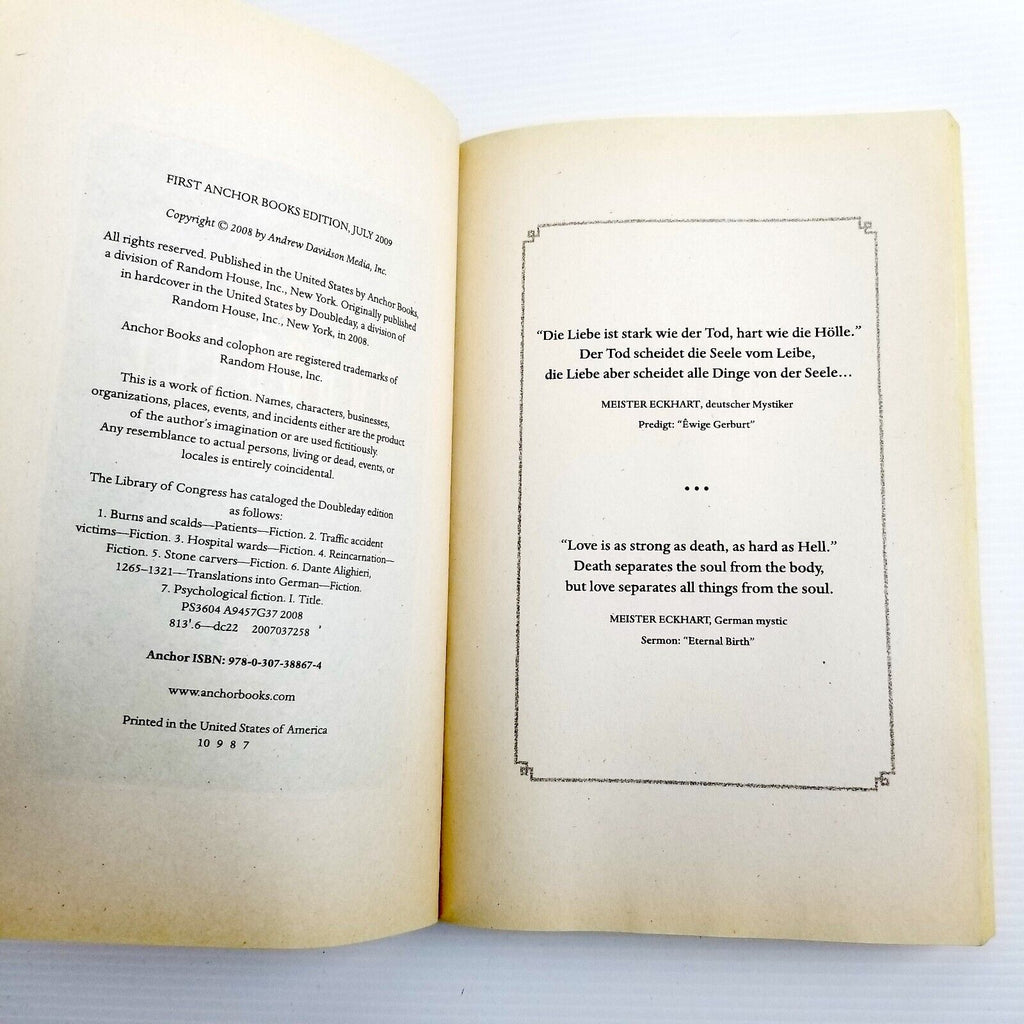 FIRST ANCHOR BOOKS EDITION, JULY 2009
Copyright © 2008 by Andrew Davidson Media, Inc.
All rights reserved. Published in the United States by Anchor Books,
a division of Random House, Inc., New York. Originally published
in hardcover in the United States by Doubleday, a division of
Random House, Inc., New York, in 2008.
Anchor Books and colophon are registered trademarks of
Random House, Inc.
This is a work of fiction. Names, characters, businesses,
organizations, places, events, and incidents either are the product
of the author's imagination or are used fictitiously.
Any resemblance to actual persons, living or dead, events, or
locales is entirely coincidental.
The Library of Congress has cataloged the Doubleday edition
as follows:
1. Burns and scalds—Patients—Fiction. 2. Traffic accident
victims—Fiction. 3. Hospital wards—Fiction. 4. Reincarnation—
Fiction. 5. Stone carvers—Fiction. 6. Dante Alighieri,
1265–1321—Translations into German—Fiction.
7. Psychological fiction. I. Title.
PS3604 A9457G37 2008
813'.6—dc22 2007037258
Anchor ISBN: 978-0-307-38867-4
www.anchorbooks.com
Printed in the United States of America
10 9 8 7
“Die Liebe ist stark wie der Tod, hart wie die Hölle.”
Der Tod scheidet die Seele vom Leibe,
die Liebe aber scheidet alle Dinge von der Seele…
MEISTER ECKHART, deutscher Mystiker
Predigt: “Êwige Gerburt”
•••
“Love is as strong as death, as hard as Hell.”
Death separates the soul from the body,
but love separates all things from the soul.
MEISTER ECKHART, German mystic
Sermon: “Eternal Birth”